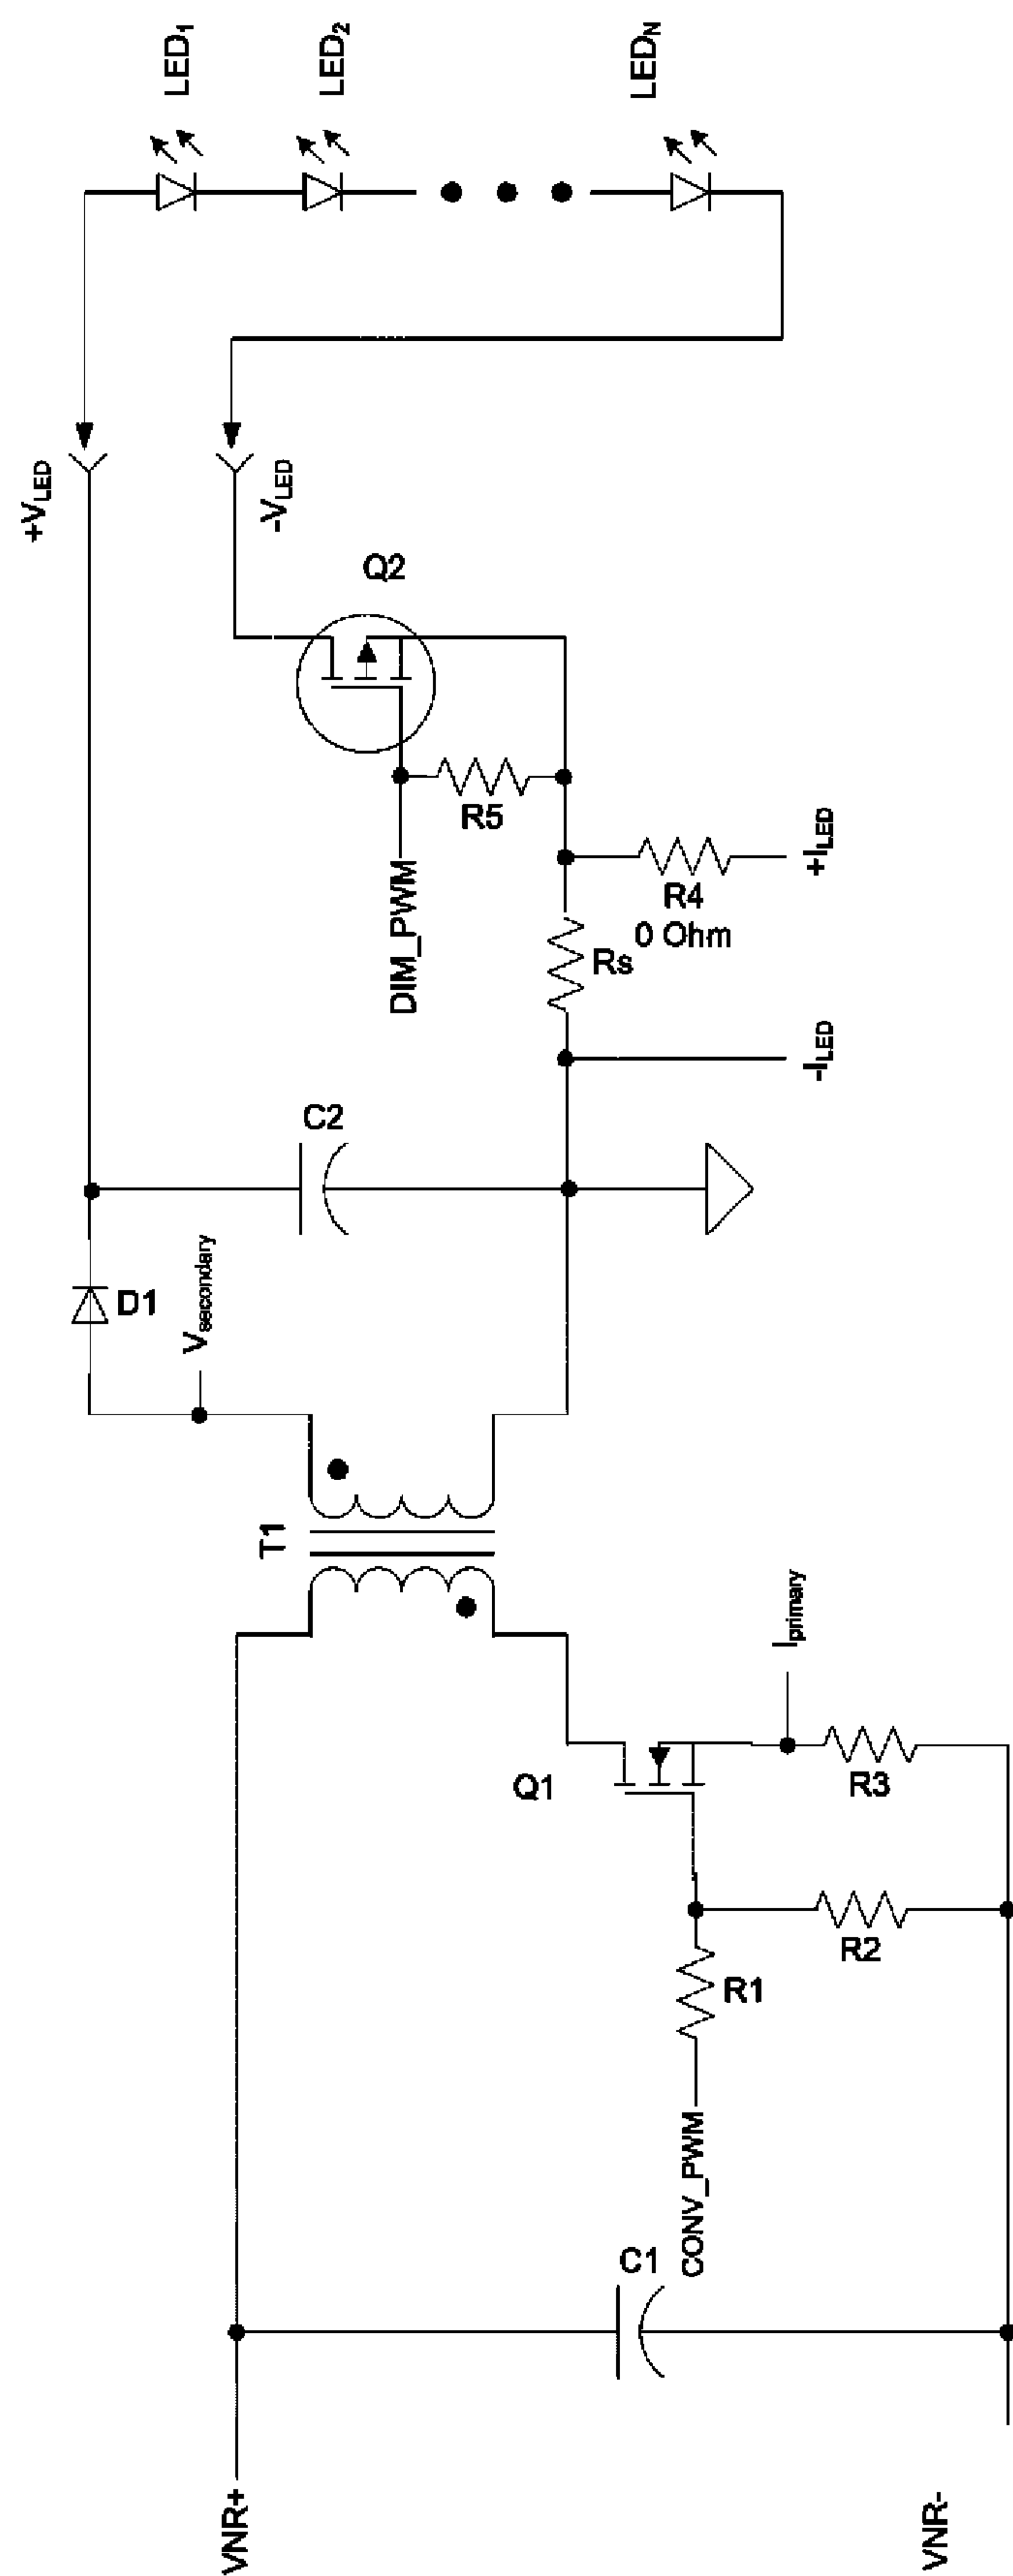 LED1
LED2
LEDN
+VLED
-VLED
Q2
R5
DIM_PWM
R4
0 Ohm
+ILED
Rs
-ILED
C2
D1
Vsecondary
T1
Iprimary
Q1
R3
R2
R1
CONV_PWM
C1
VNR+
VNR-